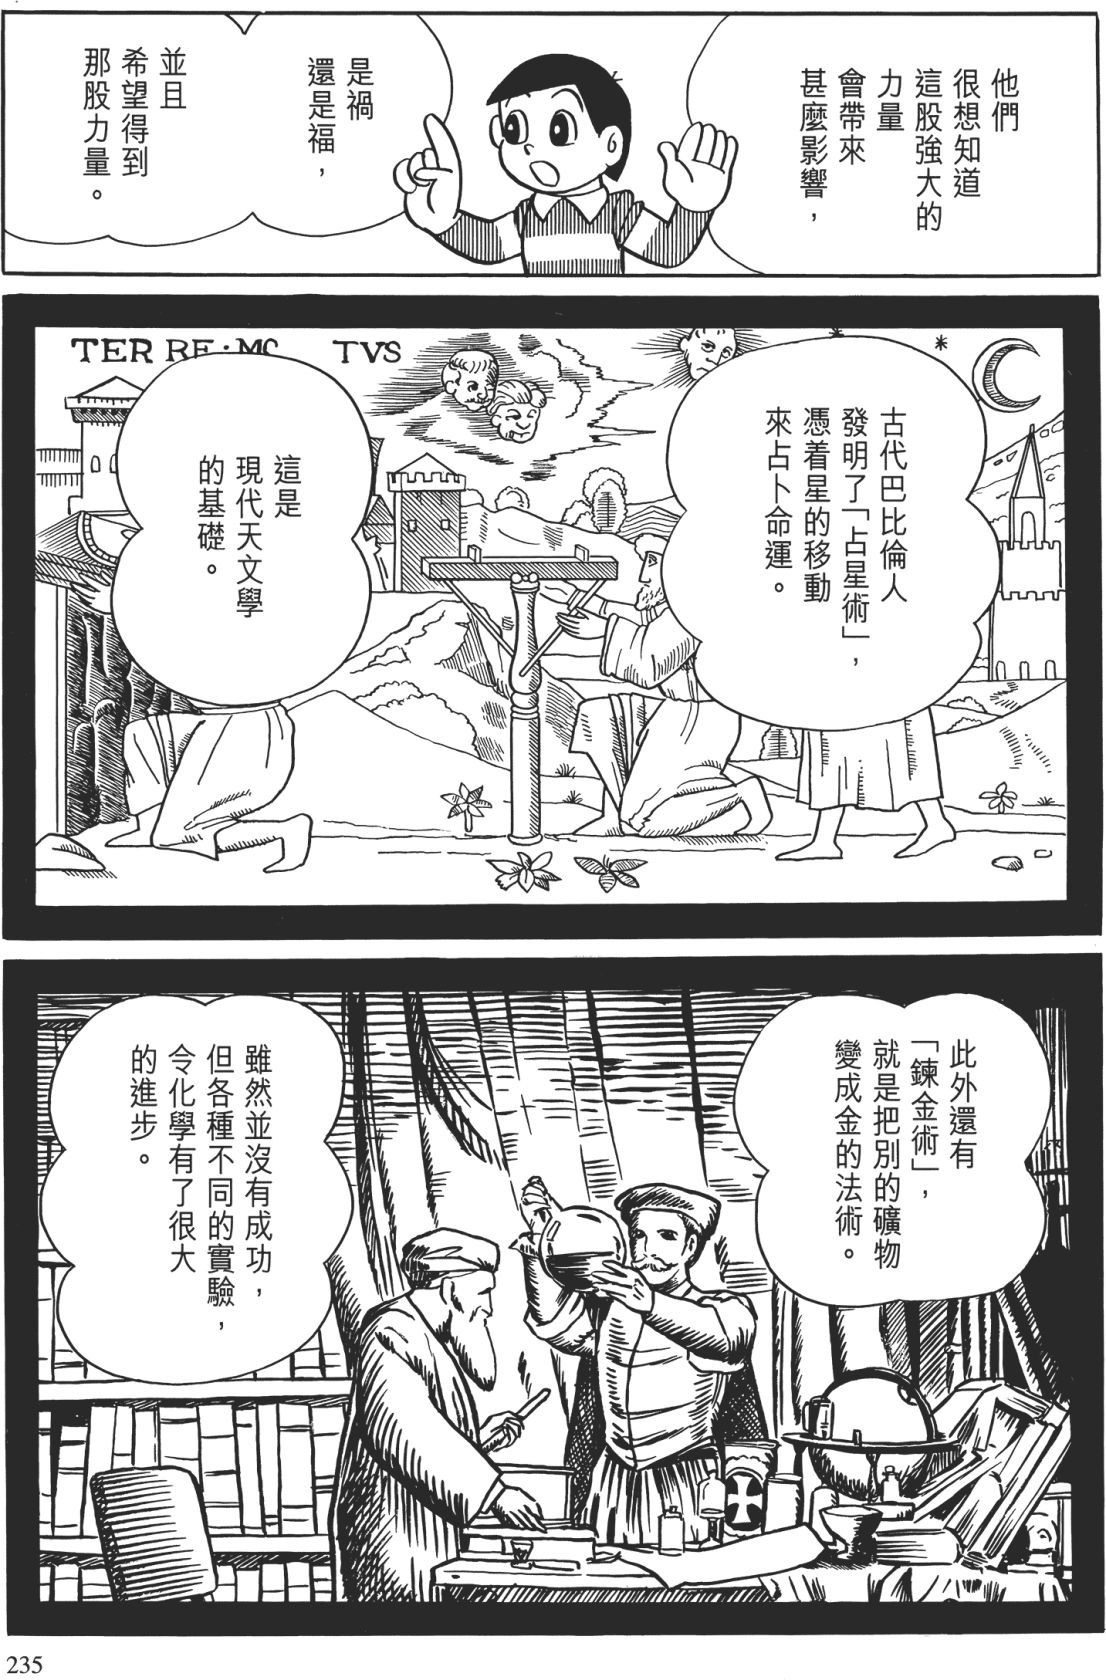 他們
很想知道
這股強大的
力量
會帶來
甚麼影響，
是禍
還是福，
並且
希望得到
那股力量。
TERRE·MO TVS
古代巴比倫人
發明了「占星術」，
憑着星的移動
來占卜命運。
這是
現代天文學
的基礎。
此外還有
「鍊金術」，
就是把別的礦物
變成金的法術。
雖然並沒有成功，
但各種不同的實驗，
令化學有了很大
的進步。
235